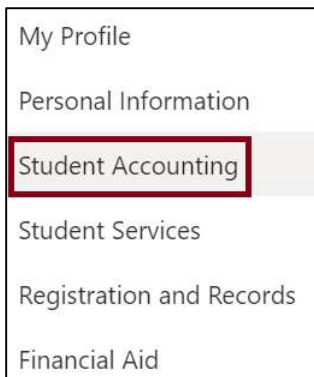 My Profile
Personal Information
Student Accounting
Student Services
Registration and Records
Financial Aid